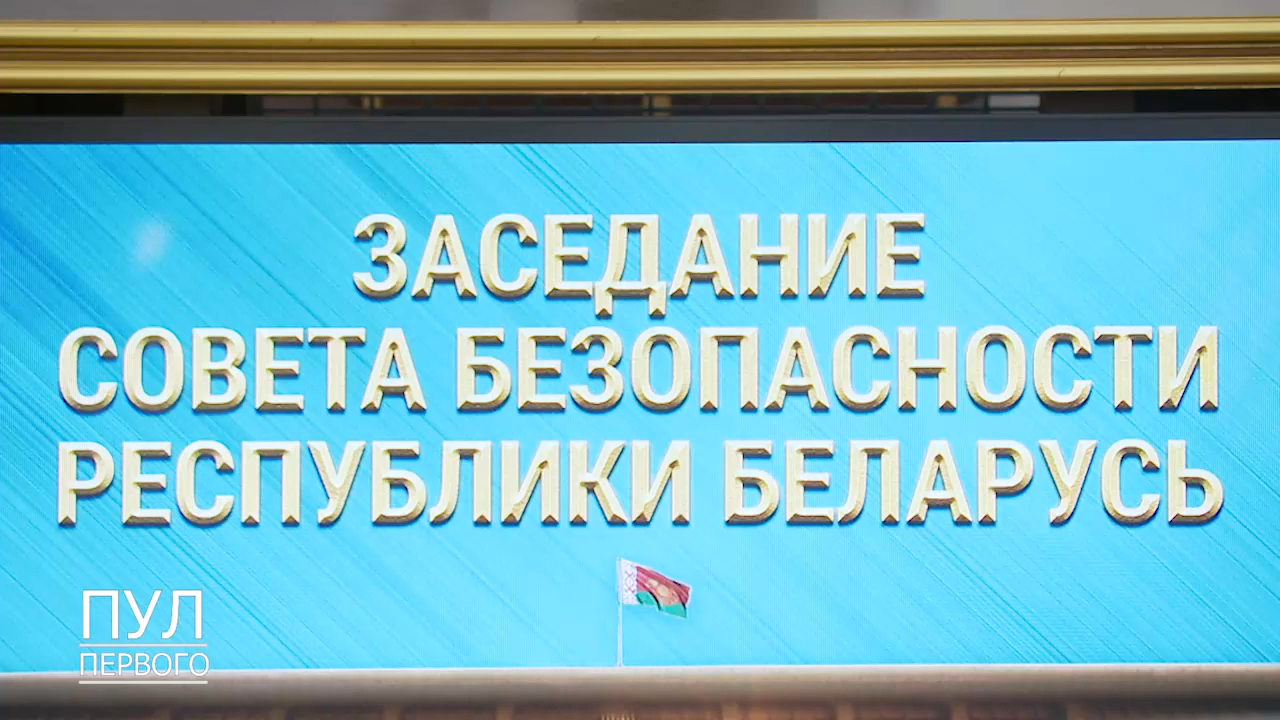 ЗАСЕДАНИЕ
СОВЕТА БЕЗОПАСНОСТИ
РЕСПУБЛИКИ БЕЛАРУСЬ
ПУЛ
ПЕРВОГО